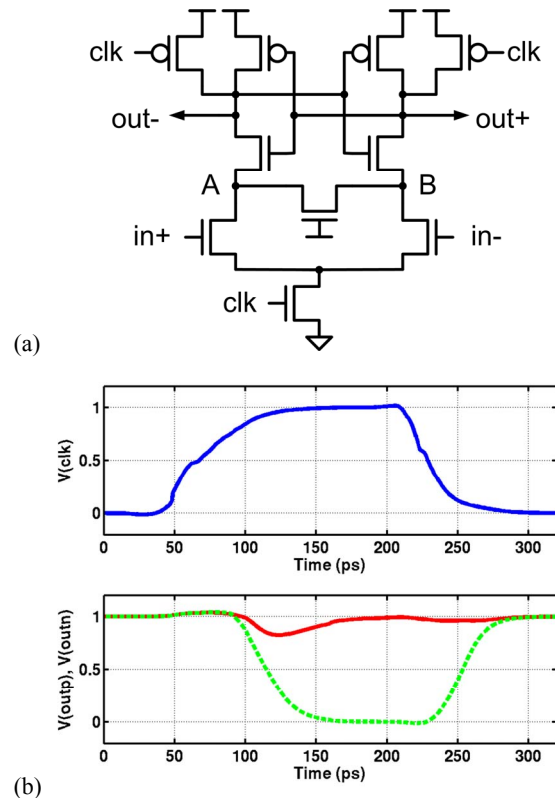 clk
clk
out-
out+
A
B
in+
in-
clk
(a)
V(clk)
1
0.5
0
0 50 100 150 200 250 300
Time (ps)
V(outp), V(outn)
1
0.5
0
0 50 100 150 200 250 300
Time (ps)
(b)